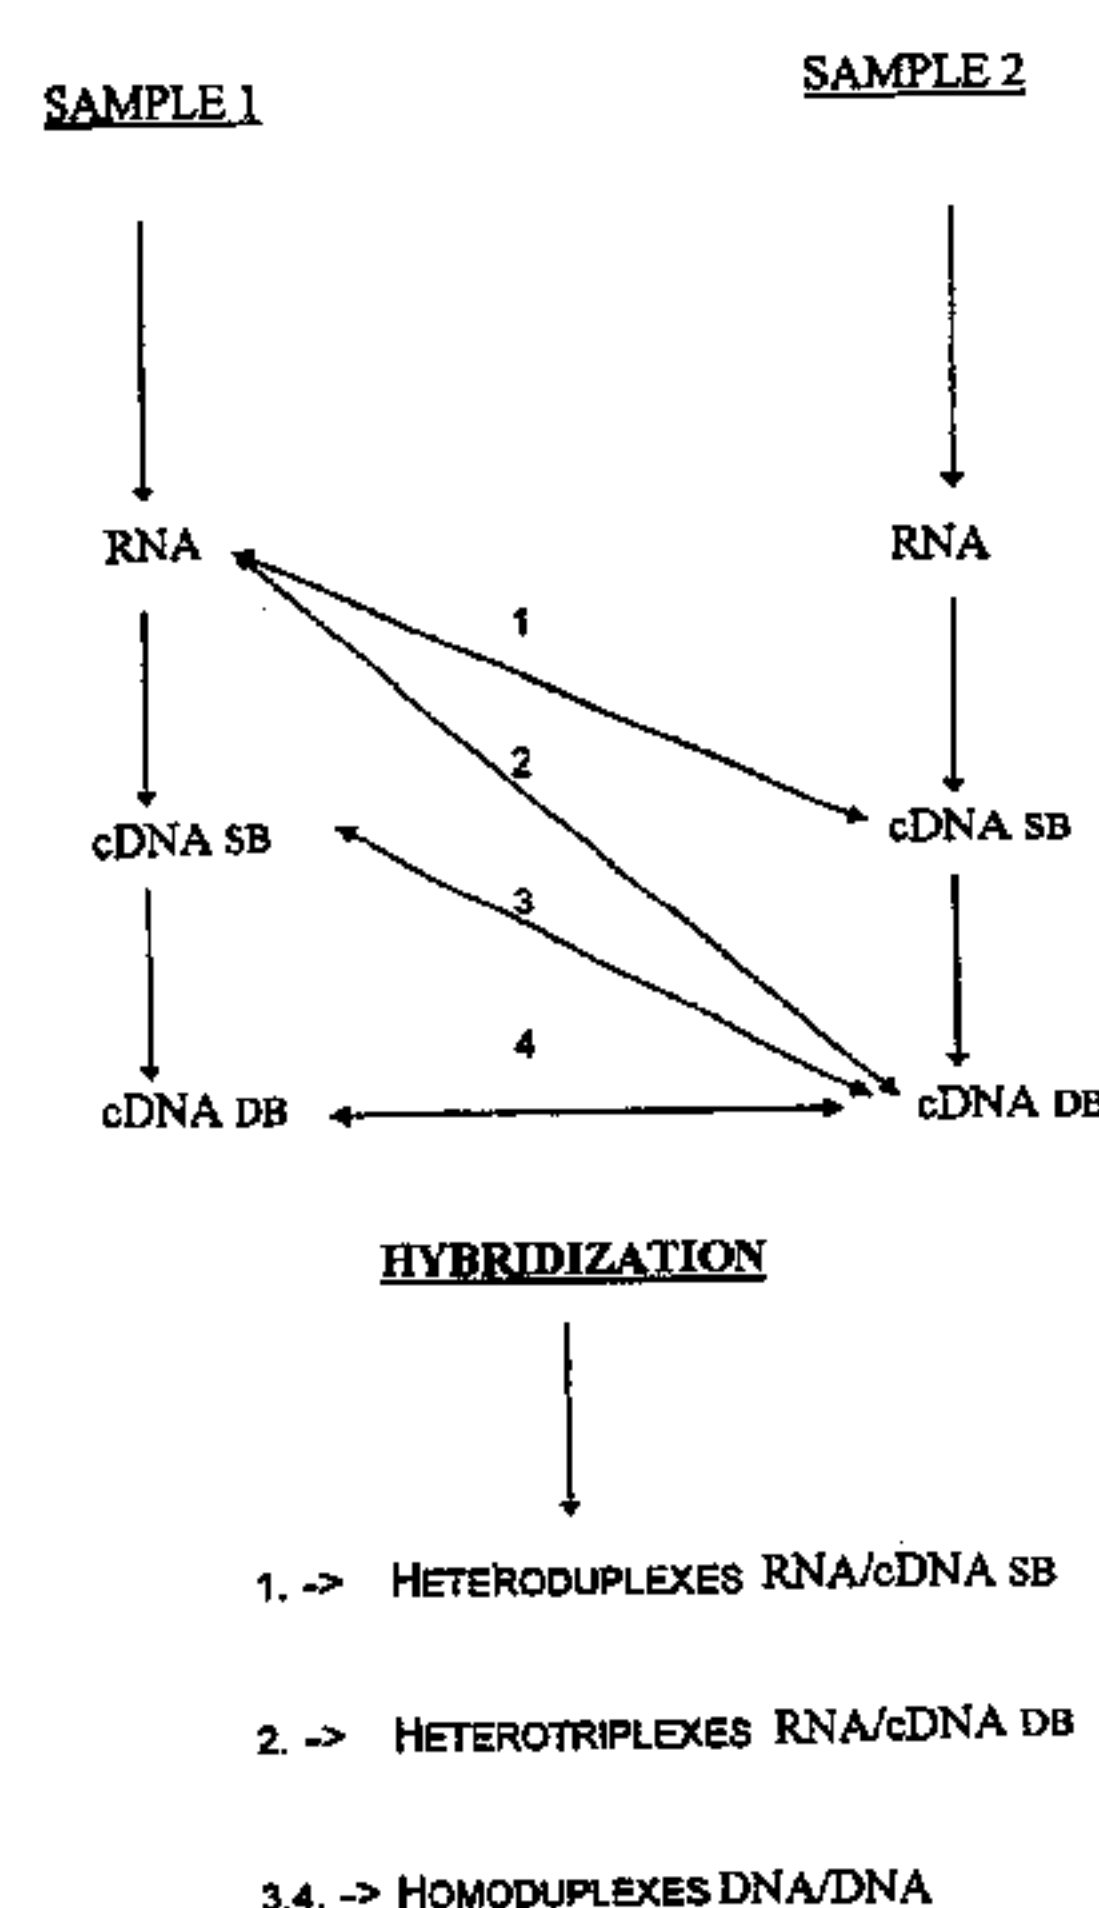 SAMPLE 1
SAMPLE 2
RNA
RNA
1
2
cDNA SB
cDNA SB
3
4
cDNA DB
cDNA DB
HYBRIDIZATION
1. -> HETERODUPLEXES RNA/cDNA SB
2. -> HETEROTRIPLEXES RNA/cDNA DB
3.4. -> HOMODUPLEXES DNA/DNA